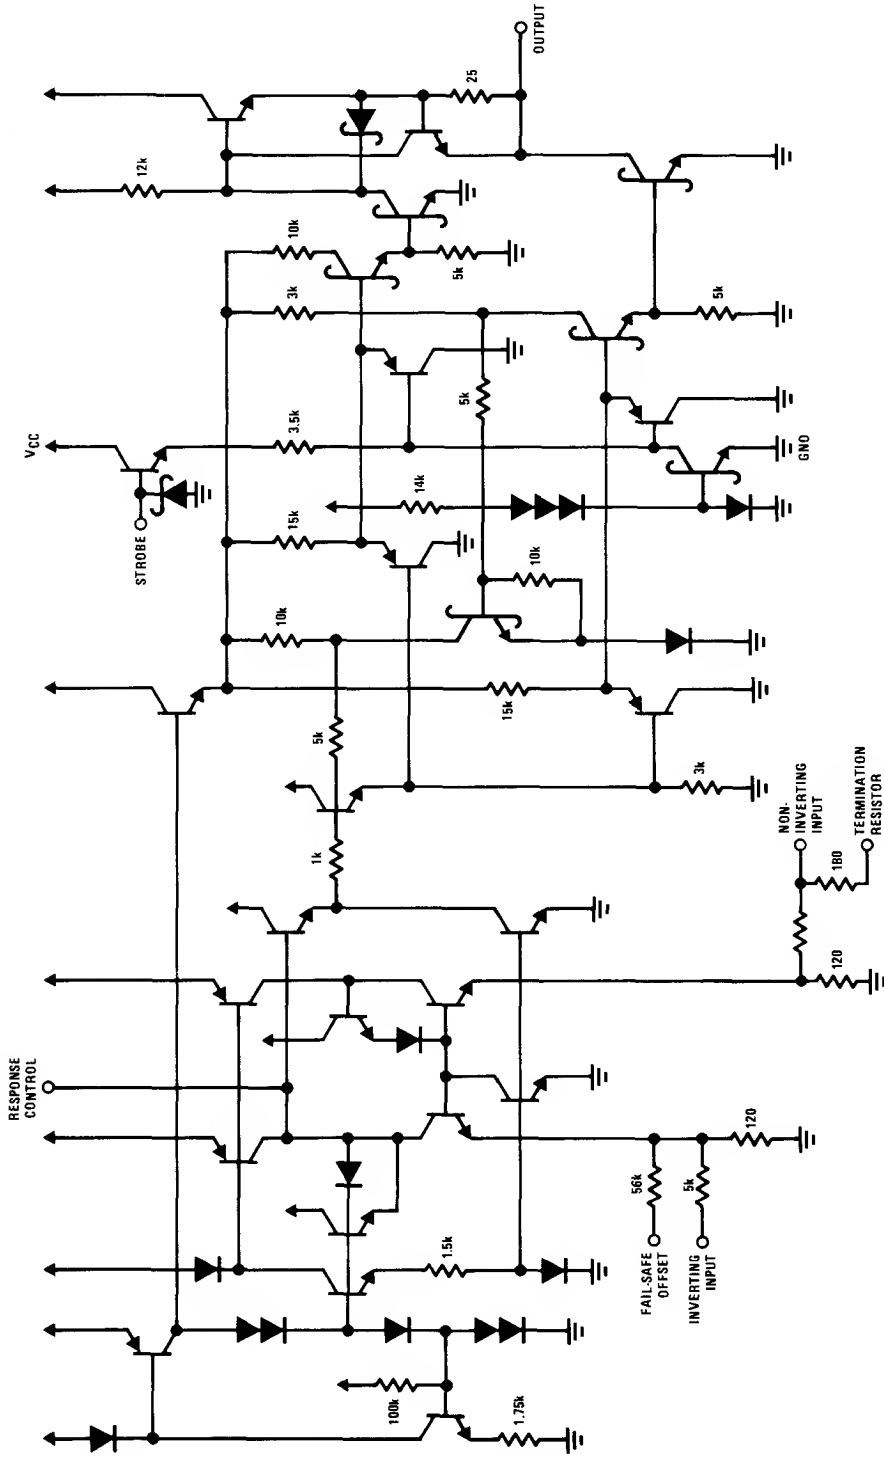 RESPONSE
CONTROL
STROBE
VCC
12k
OUTPUT
25
10k
3k
5k
3.5k
5k
14k
15k
10k
10k
5k
15k
5k
GNO
1k
3k
NON-
INVERTING
INPUT
180
TERMINATION
RESISTOR
120
120
56k
5k
FAIL-SAFE
OFFSET
INVERTING
INPUT
1.5k
100k
1.75k